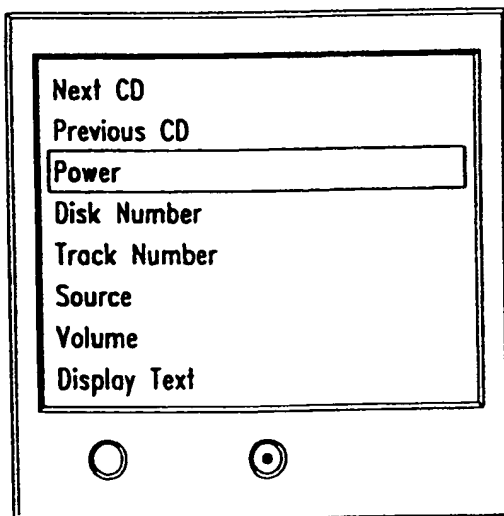 Next CD
Previous CD
Power
Disk Number
Track Number
Source
Volume
Display Text